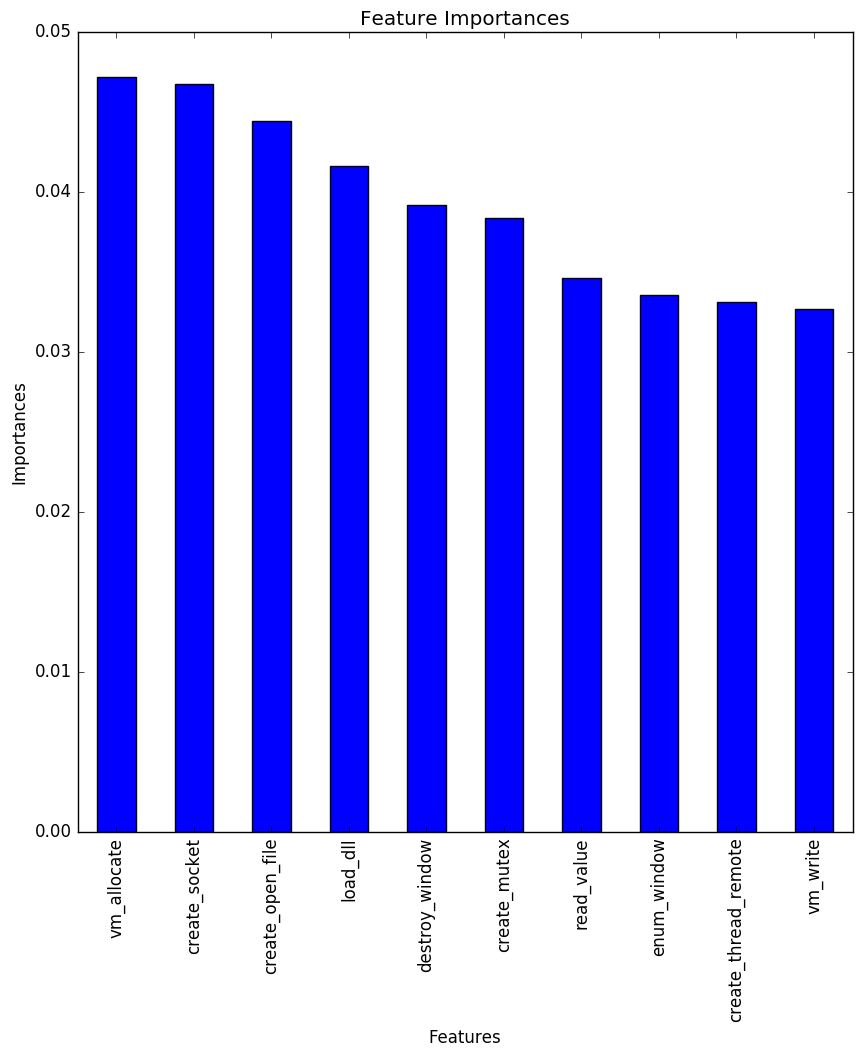 Feature Importances
0.05
0.04
0.03
0.02
0.01
0.00
Importances
vm_allocate
create_socket
create_open_file
load_dll
destroy_window
create_mutex
read_value
enum_window
create_thread_remote
vm_write
Features